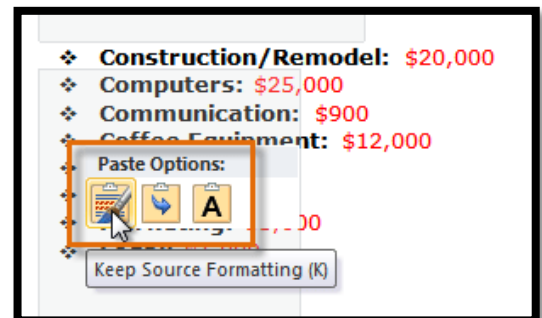 ❖ Construction/Remodel: $20,000
❖ Computers: $25,000
❖ Communication: $900
❖ Coffee Equipment: $12,000
Paste Options:
A
Keep Source Formatting (K)